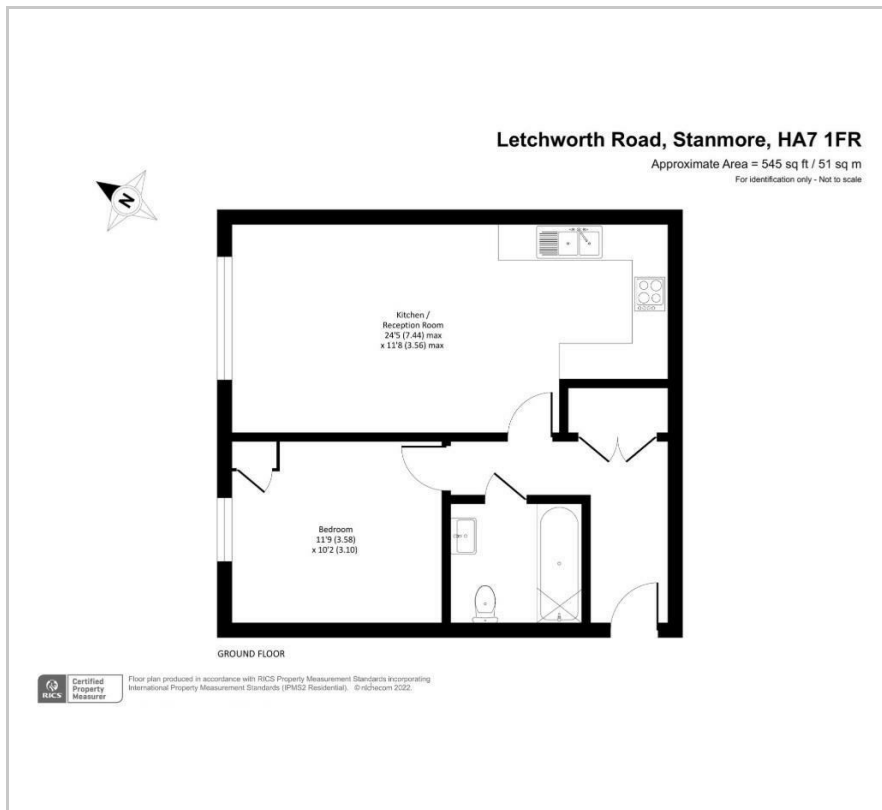 Letchworth Road, Stanmore, HA7 1FR
Approximate Area = 545 sq ft / 51 sq m
For identification only - Not to scale
N
Kitchen /
Reception Room
24'5 (7.44) max
x 11'8 (3.56) max
Bedroom
11'9 (3.58)
x 10'2 (3.10)
GROUND FLOOR
RICS
Certified
Property
Measurer
Floor plan produced in accordance with RICS Property Measurement Standards incorporating
International Property Measurement Standards (IPMS2 Residential). © nichecom 2022.